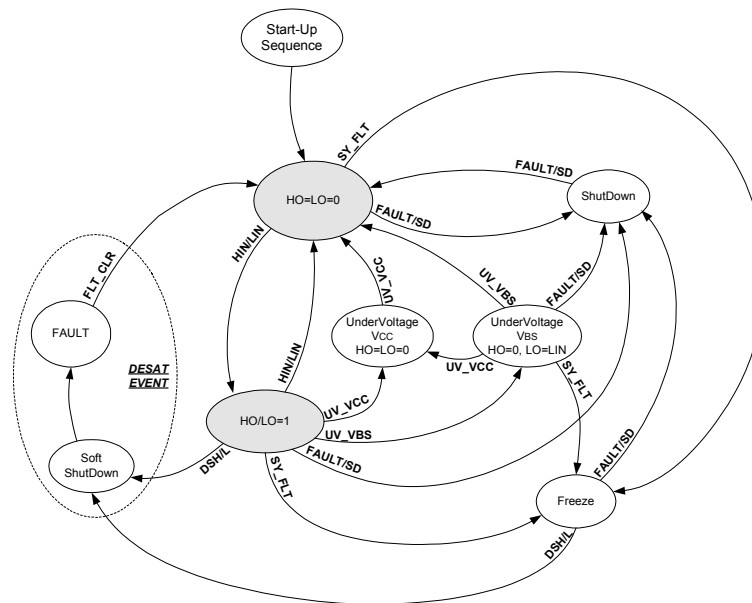 Start-Up
Sequence
SY_FLT
FAULT/SD
ShutDown
HO=LO=0
FAULT/SD
HIN/LIN
FLT_CLR
UV_VCC
UV_VBS
FAULT/SD
FAULT
UnderVoltage
VCC
HO=LO=0
UnderVoltage
VBS
HO=0, LO=LIN
DESAT
EVENT
HIN/LIN
UV_VCC
SY_FLT
HO/LO=1
UV_VCC
UV_VBS
Soft
ShutDown
DSH/L
SY_FLT
FAULT/SD
FAULT/SD
Freeze
DSH/L